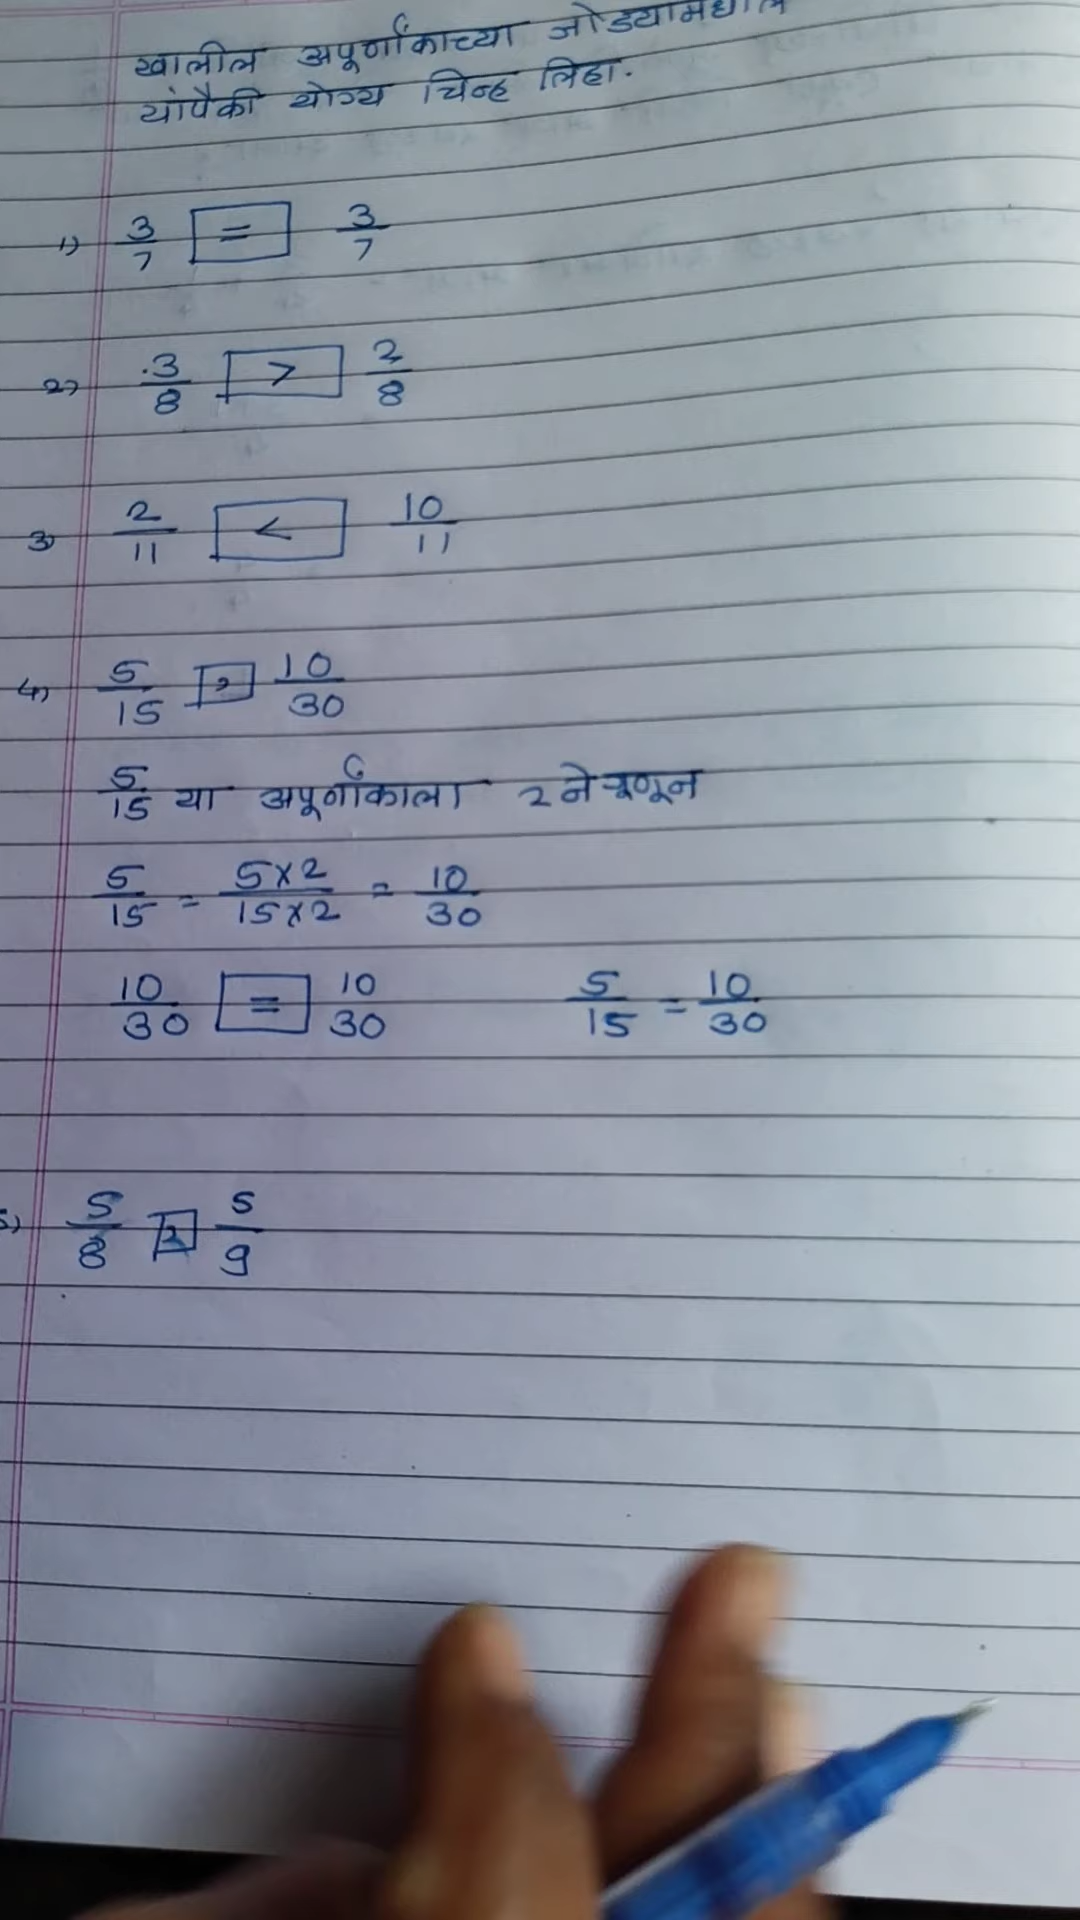 खालील अपूर्णांकाच्या जोड्यामधील
यांपैकी योग्य चिन्ह लिहा.
1) 3/7 = 3/7
2) 3/8 > 2/8
3) 2/11 < 10/11
4) 5/15 ? 10/30
5/15 या अपूर्णांकाला 2 ने गुणून
5/15 = 5×2/15×2 = 10/30
10/30 = 10/30 5/15 = 10/30
5) 5/8 ? 5/9